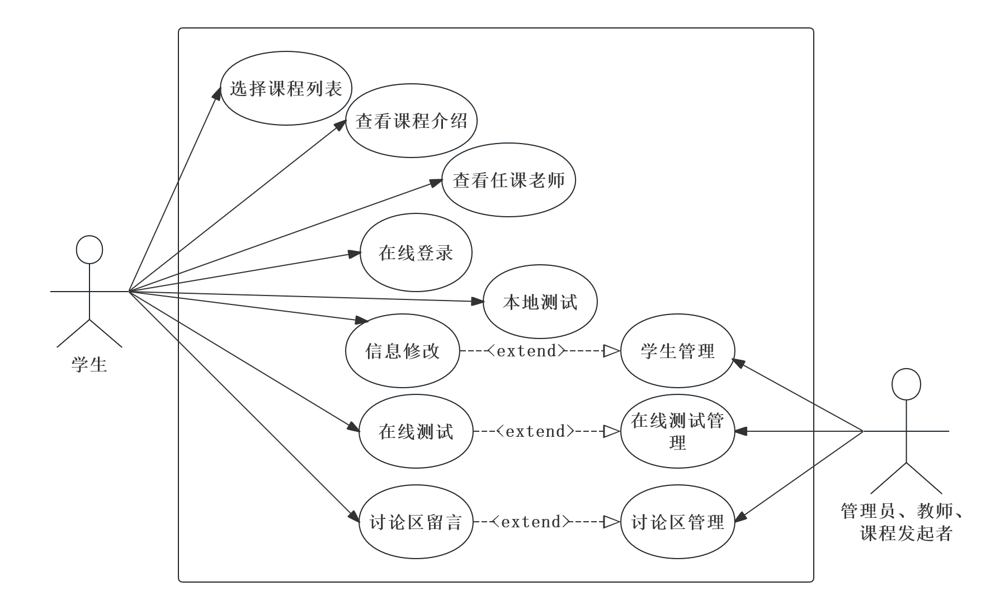 选择课程列表
查看课程介绍
查看任课老师
在线登录
本地测试
信息修改
<extend>
学生管理
学生
在线测试
<extend>
在线测试管
理
讨论区留言
<extend>
讨论区管理
管理员、教师、
课程发起者